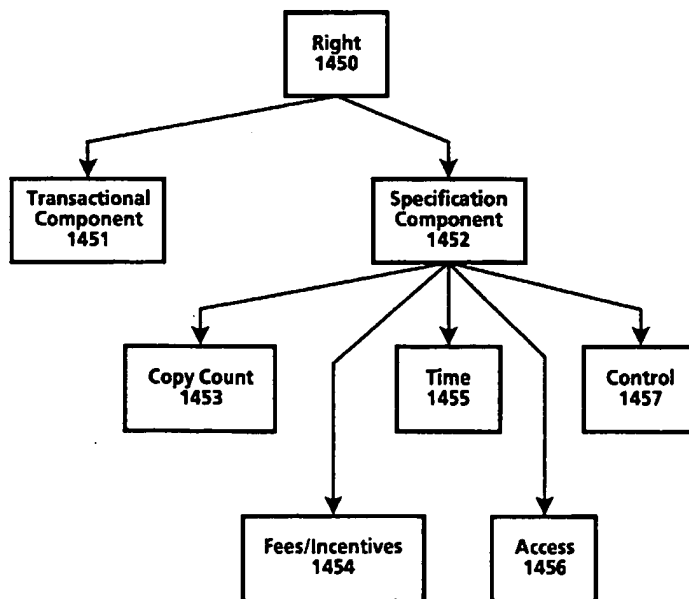 Right
1450
Transactional
Component
1451
Specification
Component
1452
Copy Count
1453
Time
1455
Control
1457
Fees/Incentives
1454
Access
1456